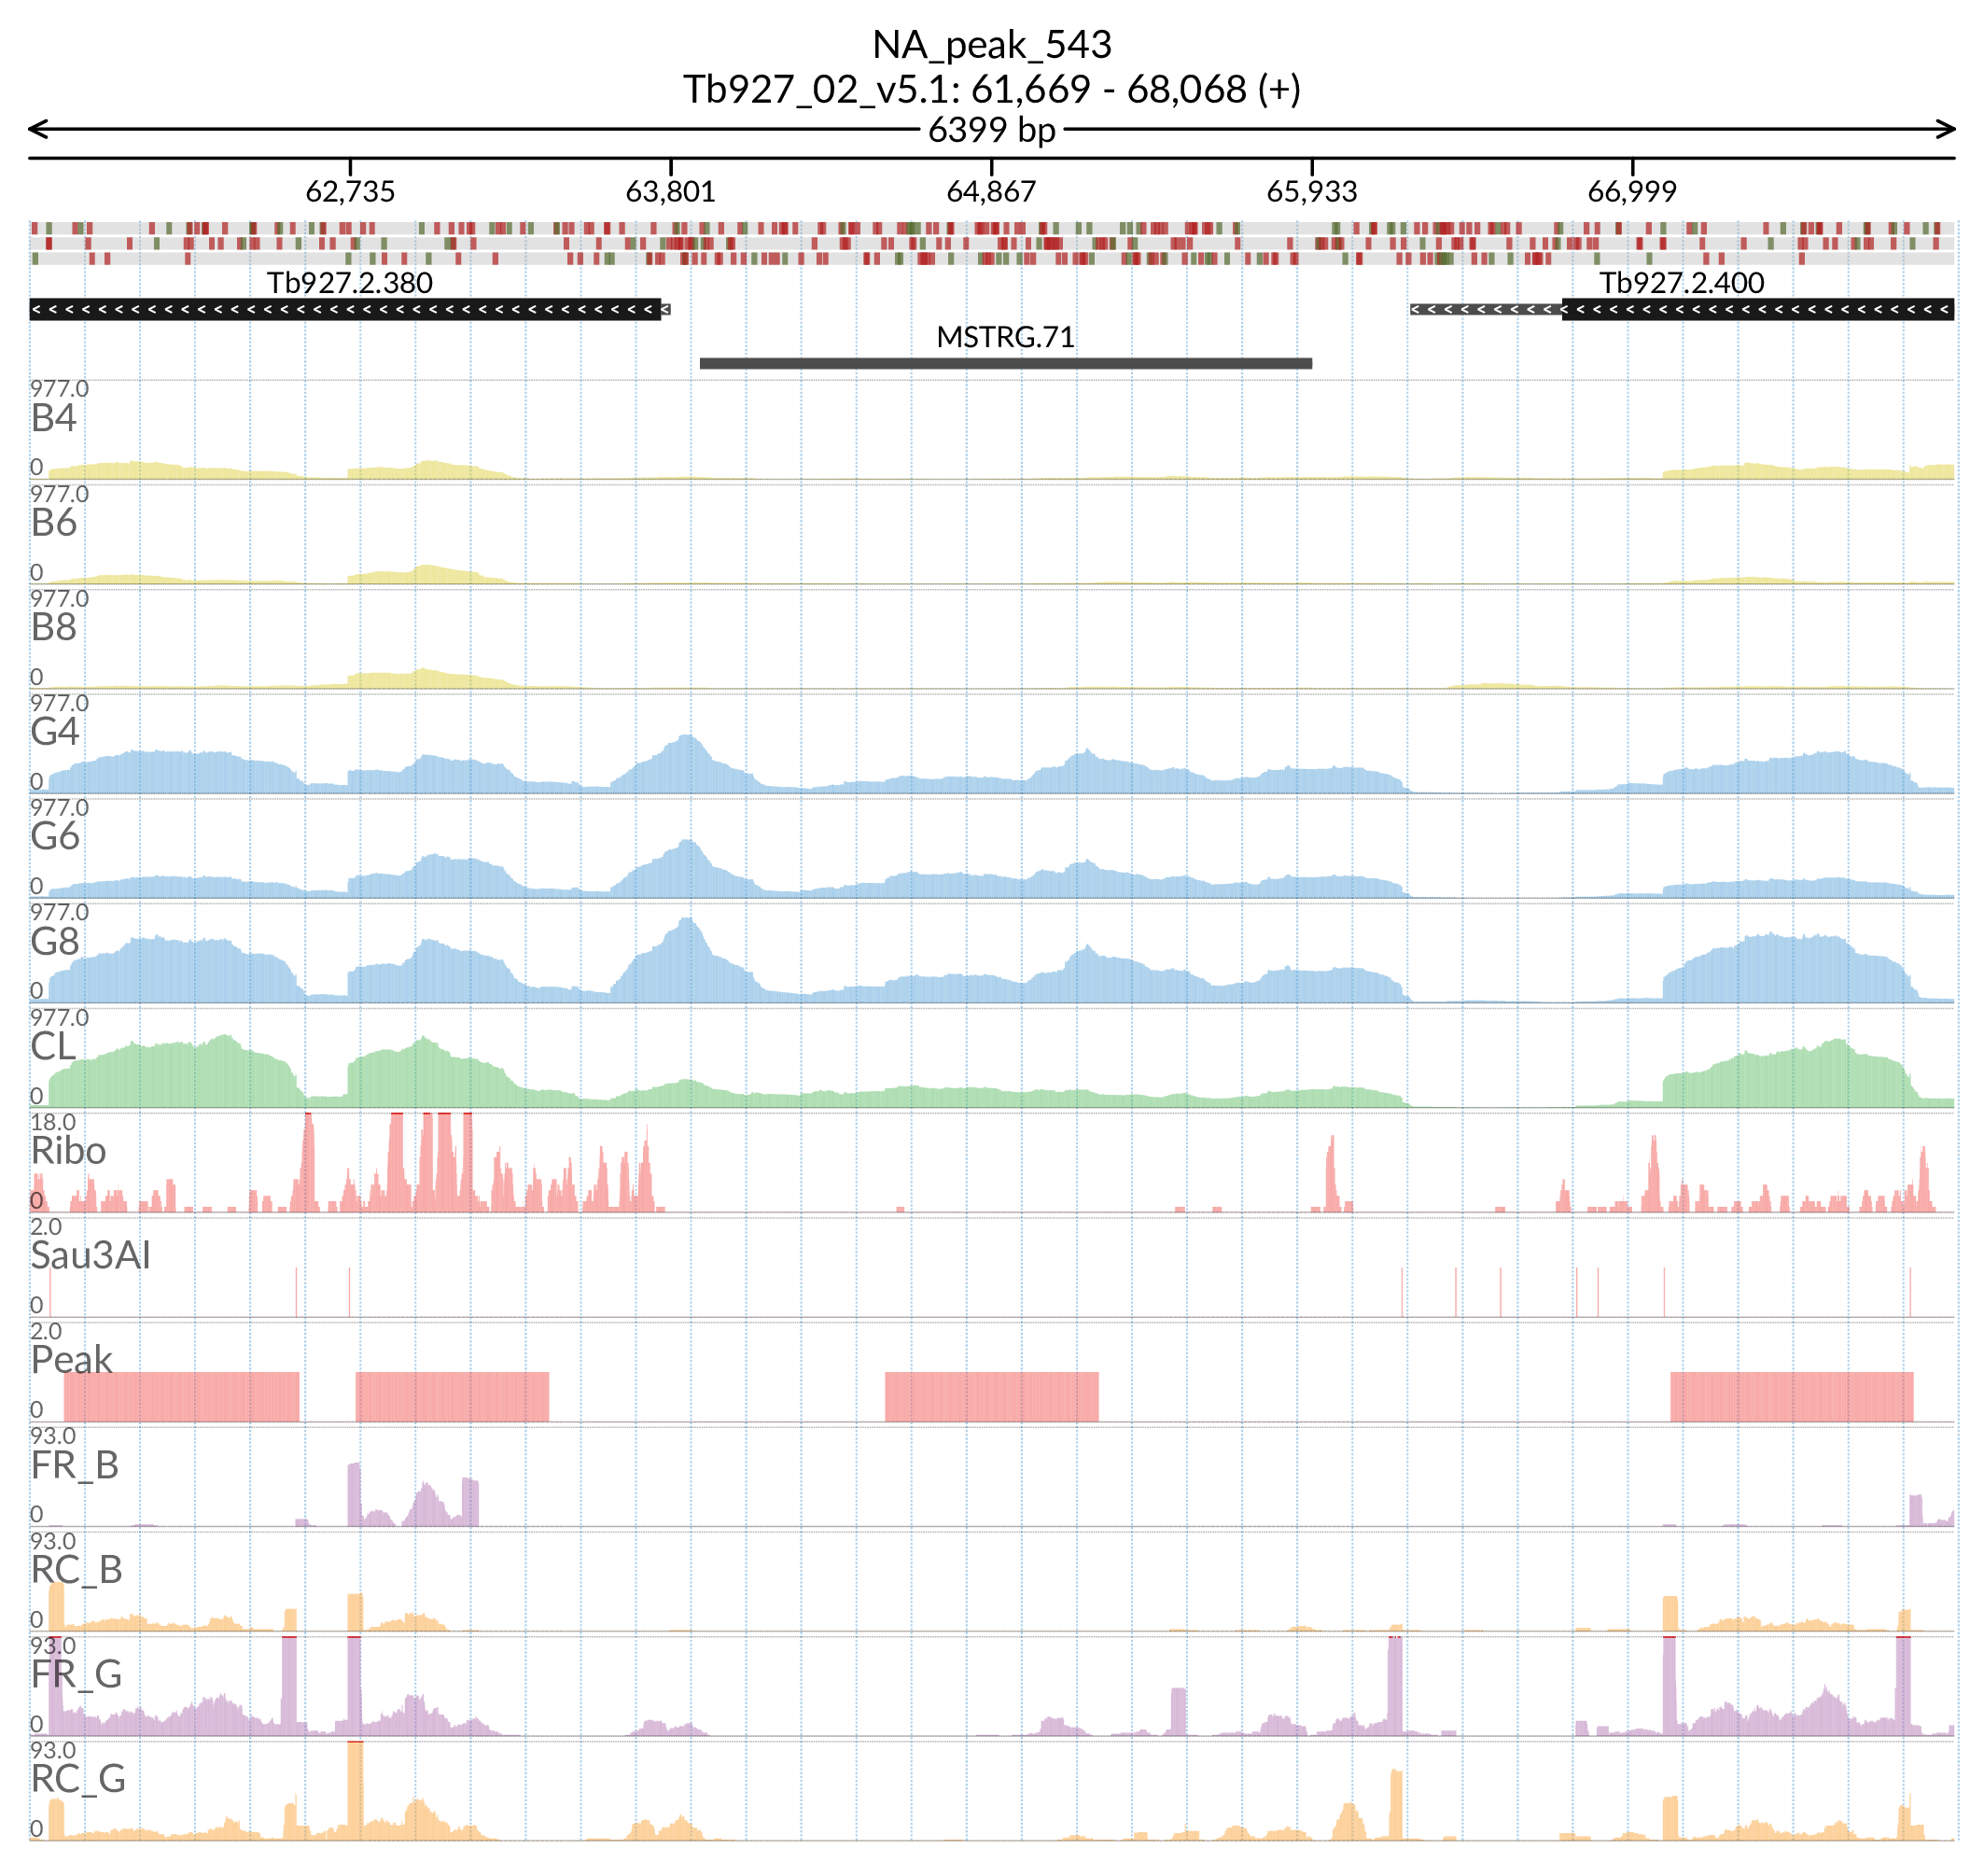 NA_peak_543
Tb927_02_v5.1: 61,669 - 68,068 (+)
6399 bp
62,735 63,801 64,867 65,933 66,999
Tb927.2.380 Tb927.2.400
MSTRG.71
977.0
B4
0
977.0
B6
0
977.0
B8
0
977.0
G4
0
977.0
G6
0
977.0
G8
0
977.0
CL
0
18.0
Ribo
0
2.0
Sau3AI
0
2.0
Peak
0
93.0
FR_B
0
93.0
RC_B
0
93.0
FR_G
0
93.0
RC_G
0